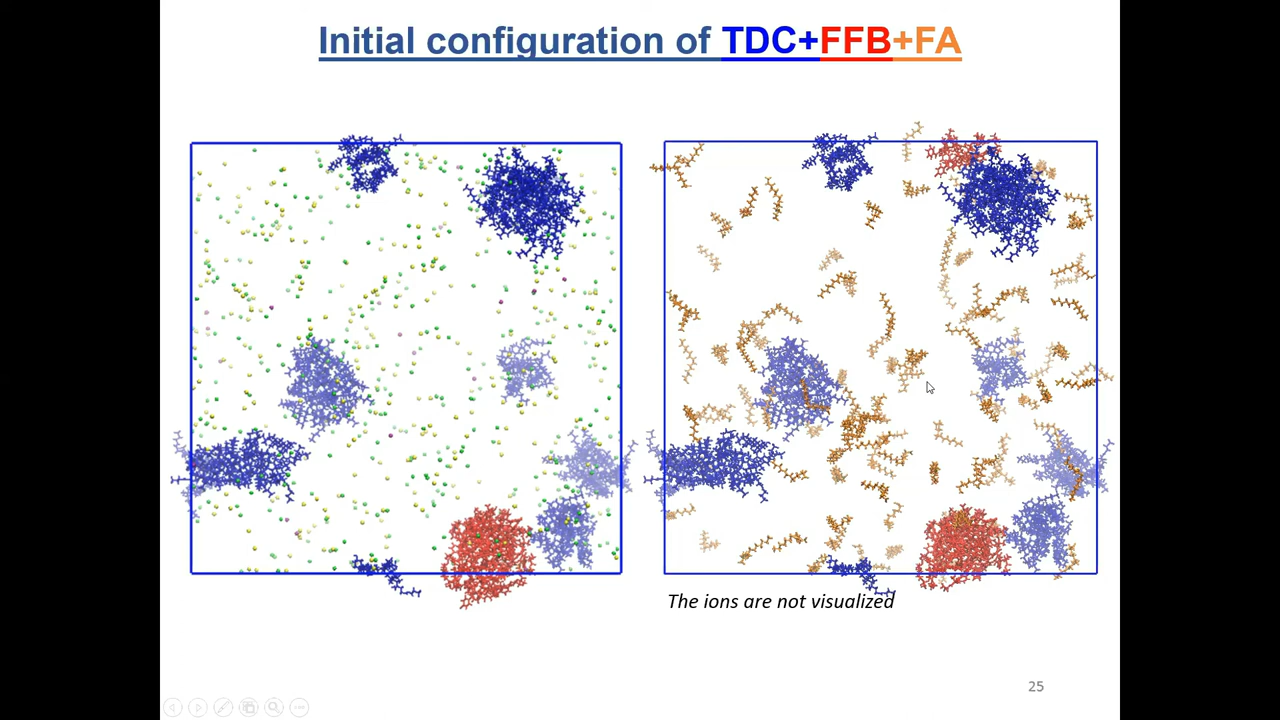 Initial configuration of TDC+FFB+FA
The ions are not visualized
25